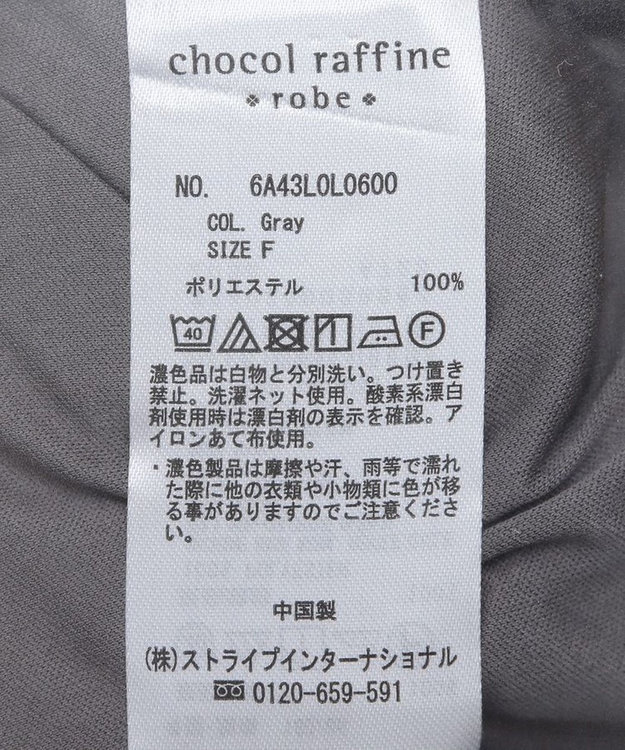 chocol raffine
robe
NO. 6A43L0L0600
COL. Gray
SIZE F
ポリエステル 100%
40 F
濃色品は白物と分別洗い。つけ置き
禁止。洗濯ネット使用。酸素系漂白
剤使用時は漂白剤の表示を確認。ア
イロンあて布使用。
・濃色製品は摩擦や汗、雨等で濡れ
た際に他の衣類や小物類に色が移
る事がありますのでご注意くださ
い。
中国製
(株)ストライプインターナショナル
0120-659-591